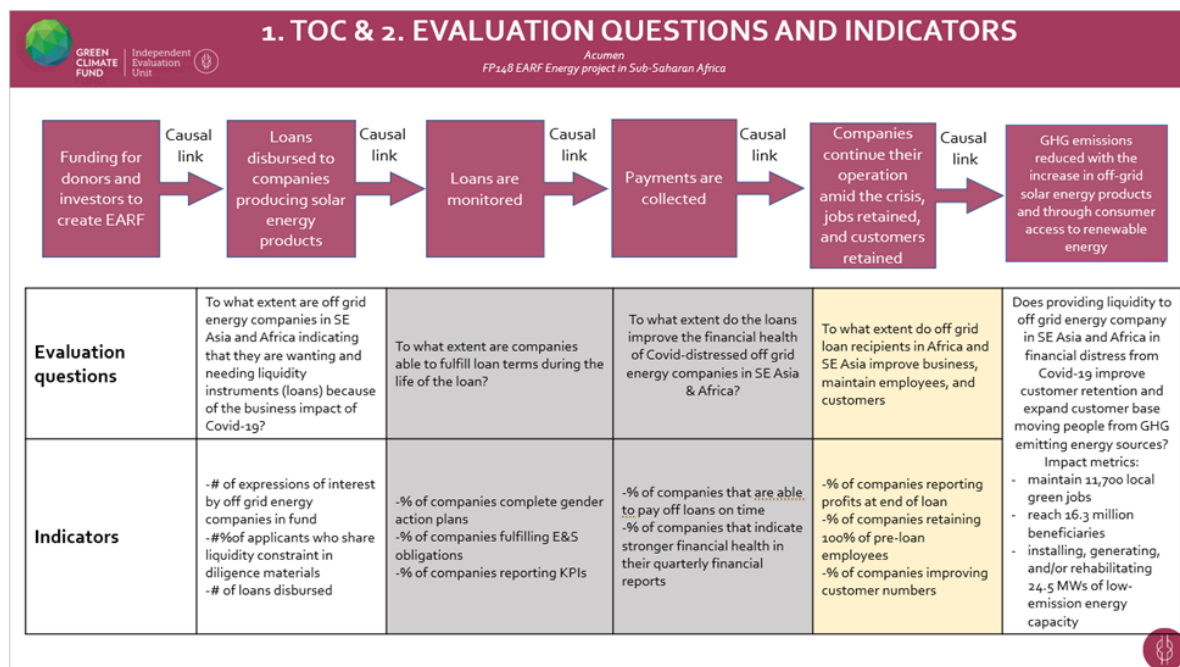 1. TOC & 2. EVALUATION QUESTIONS AND INDICATORS
Acumen
FP148 EARF Energy project in Sub-Saharan Africa
GREEN
CLIMATE
FUND
Independent
Evaluation
Unit
Funding for
donors and
investors to
create EARF
Causal
link
Loans
disbursed to
companies
producing solar
energy
products
Causal
link
Loans are
monitored
Causal
link
Payments are
collected
Causal
link
Companies
continue their
operation
amid the crisis,
jobs retained,
and customers
retained
Causal
link
GHG emissions
reduced with the
increase in off-grid
solar energy products
and through consumer
access to renewable
energy
Evaluation
questions
To what extent are off grid
energy companies in SE
Asia and Africa indicating
that they are wanting and
needing liquidity
instruments (loans) because
of the business impact of
Covid-19?
To what extent are companies
able to fulfill loan terms during
the life of the loan?
To what extent do the loans
improve the financial health
of Covid-distressed off grid
energy companies in SE Asia
& Africa?
To what extent do off grid
loan recipients in Africa and
SE Asia improve business,
maintain employees, and
customers
Does providing liquidity to
off grid energy company
in SE Asia and Africa in
financial distress from
Covid-19 improve
customer retention and
expand customer base
moving people from GHG
emitting energy sources?
Impact metrics:
• maintain 11,700 local
green jobs
• reach 16.3 million
beneficiaries
• installing, generating,
and/or rehabilitating
24.5 MWs of low-
emission energy
capacity
Indicators
-# of expressions of interest
by off grid energy
companies in fund
-#%of applicants who share
liquidity constraint in
diligence materials
-# of loans disbursed
-% of companies complete gender
action plans
-% of companies fulfilling E&S
obligations
-% of companies reporting KPIs
-% of companies that are able
to pay off loans on time
-% of companies that indicate
stronger financial health in
their quarterly financial
reports
-% of companies reporting
profits at end of loan
-% of companies retaining
100% of pre-loan
employees
-% of companies improving
customer numbers